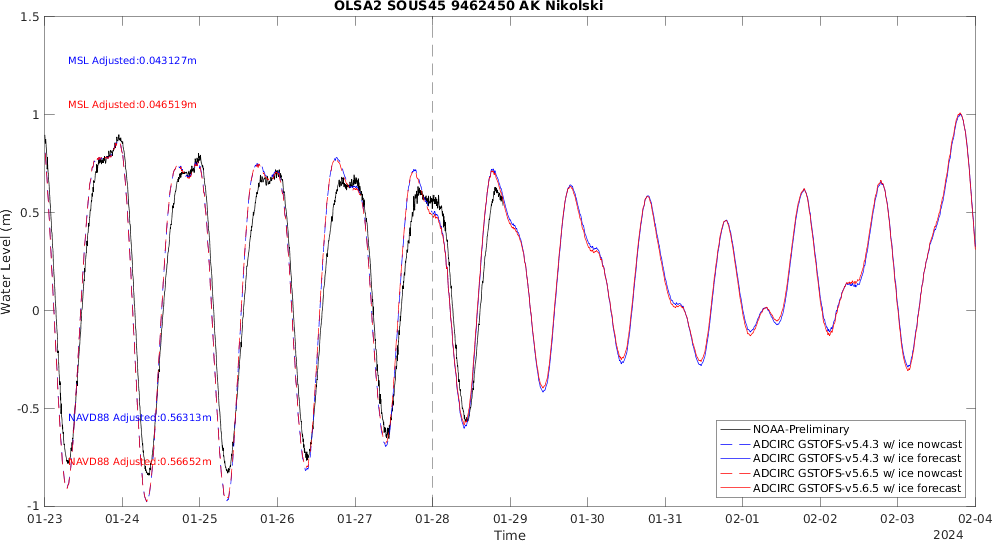 OLSA2 SOUS45 9462450 AK Nikolski
1.5
MSL Adjusted:0.043127m
1
MSL Adjusted:0.046519m
0.5
Water Level (m)
0
-0.5
NAVD88 Adjusted:0.56313m
NOAA-Preliminary
ADCIRC GSTOFS-v5.4.3 w/ ice nowcast
ADCIRC GSTOFS-v5.4.3 w/ ice forecast
NAVD88 Adjusted:0.56652m
ADCIRC GSTOFS-v5.6.5 w/ ice nowcast
ADCIRC GSTOFS-v5.6.5 w/ ice forecast
-1
01-23 01-24 01-25 01-26 01-27 01-28 01-29 01-30 01-31 02-01 02-02 02-03 02-04
Time
2024